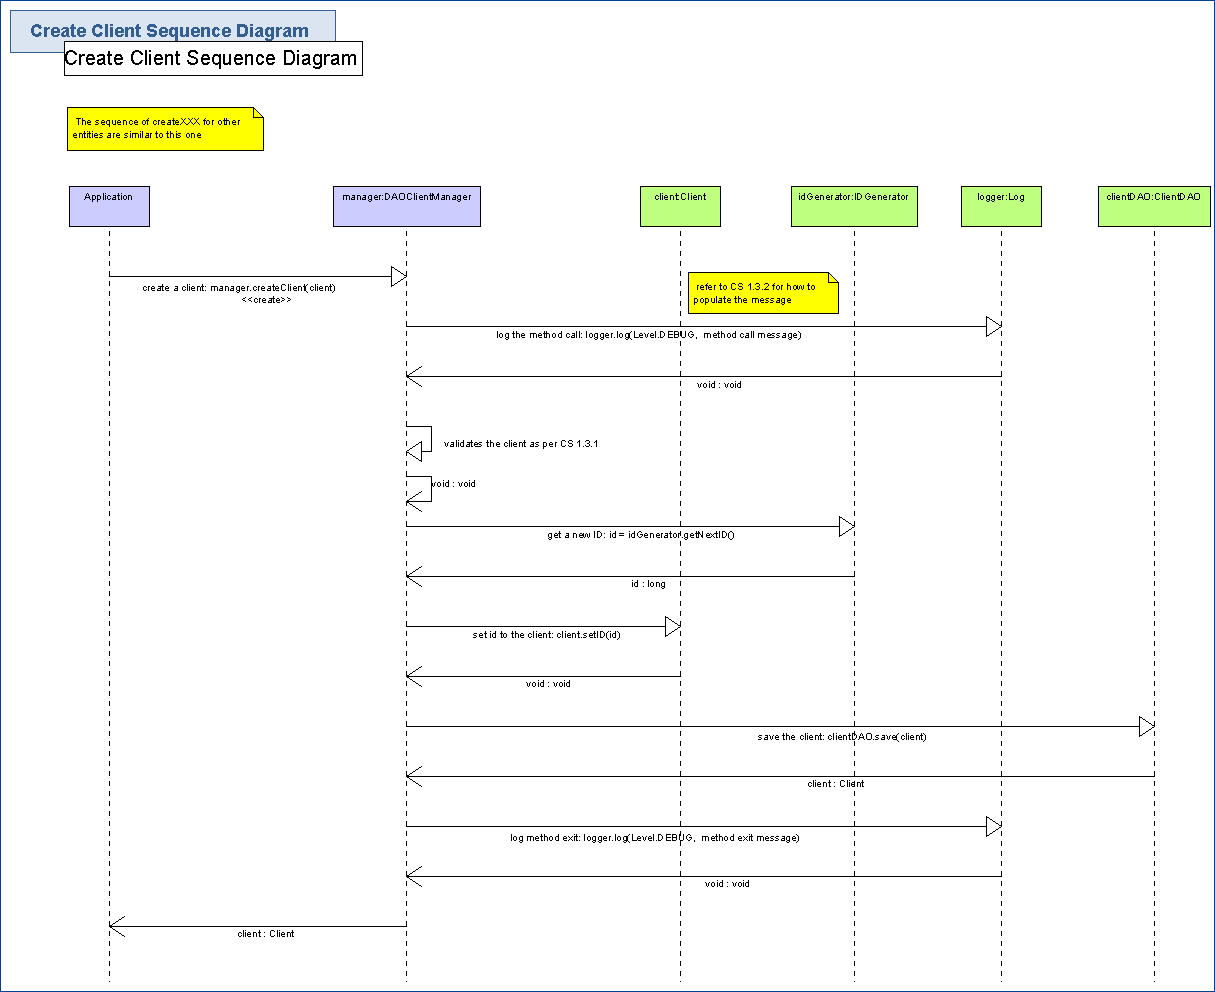 Create Client Sequence Diagram
Create Client Sequence Diagram
The sequence of createXXX for other
entities are similar to this one
Application
manager:DAOClientManager
client:Client
idGenerator:IDGenerator
logger:Log
clientDAO:ClientDAO
create a client: manager.createClient(client)
<<create>>
refer to CS 1.3.2 for how to
populate the message
log the method call: logger.log(Level.DEBUG, method call message)
void : void
validates the client as per CS 1.3.1
void : void
get a new ID: id = idGenerator.getNextID()
id : long
set id to the client: client.setID(id)
void : void
save the client: clientDAO.save(client)
client : Client
log method exit: logger.log(Level.DEBUG, method exit message)
void : void
client : Client